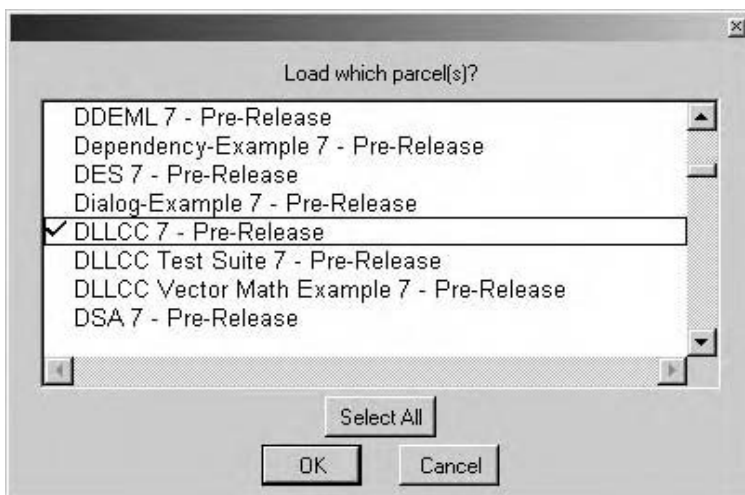 Load which parcel(s)?
DDEML 7 - Pre-Release
Dependency-Example 7 - Pre-Release
DES 7 - Pre-Release
Dialog-Example 7 - Pre-Release
DLLCC 7 - Pre-Release
DLLCC Test Suite 7 - Pre-Release
DLLCC Vector Math Example 7 - Pre-Release
DSA 7 - Pre-Release
Select All
OK Cancel